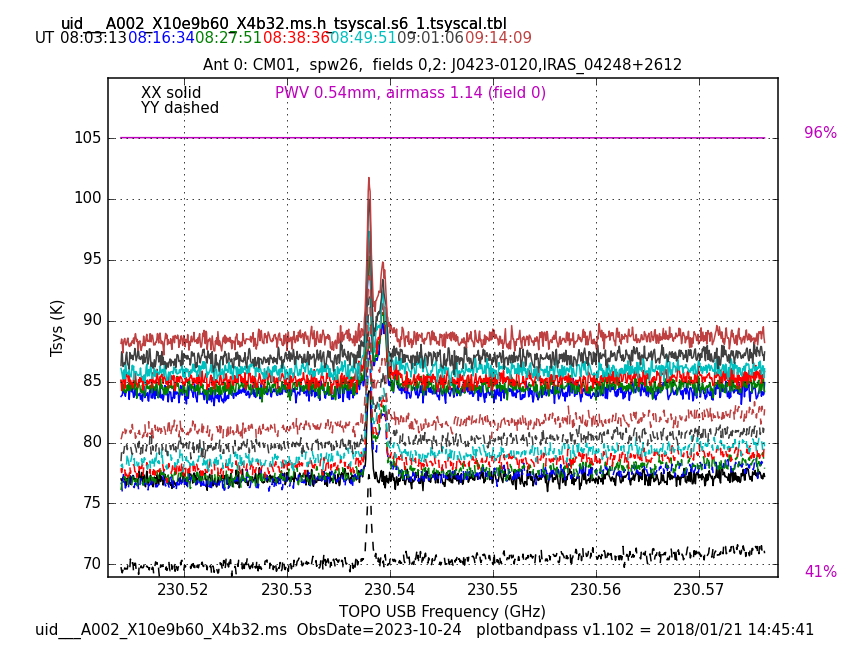 uid___A002_X10e9b60_X4b32.ms.h_tsyscal.s6_1.tsyscal.tbl
UT 08:03:13 08:16:34 08:27:51 08:38:36 08:49:51 09:01:06 09:14:09
Ant 0: CM01,  spw26,  fields 0,2: J0423-0120,IRAS_04248+2612
XX solid PWV 0.54mm, airmass 1.14 (field 0)
YY dashed
105 96%
100
95
90
85
80
75
70 41%
Tsys (K)
230.52 230.53 230.54 230.55 230.56 230.57
TOPO USB Frequency (GHz)
uid___A002_X10e9b60_X4b32.ms  ObsDate=2023-10-24   plotbandpass v1.102 = 2018/01/21 14:45:41